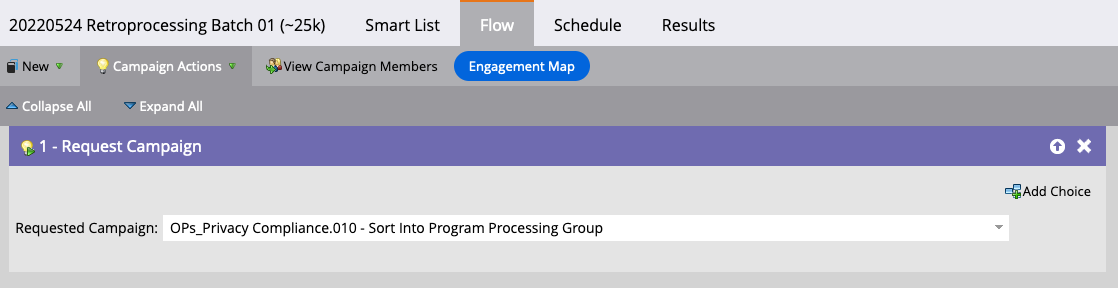 20220524 Retroprocessing Batch 01 (~25k) Smart List Flow Schedule Results
New Campaign Actions View Campaign Members Engagement Map
Collapse All Expand All
1 - Request Campaign
Add Choice
Requested Campaign: OPs_Privacy Compliance.010 - Sort Into Program Processing Group